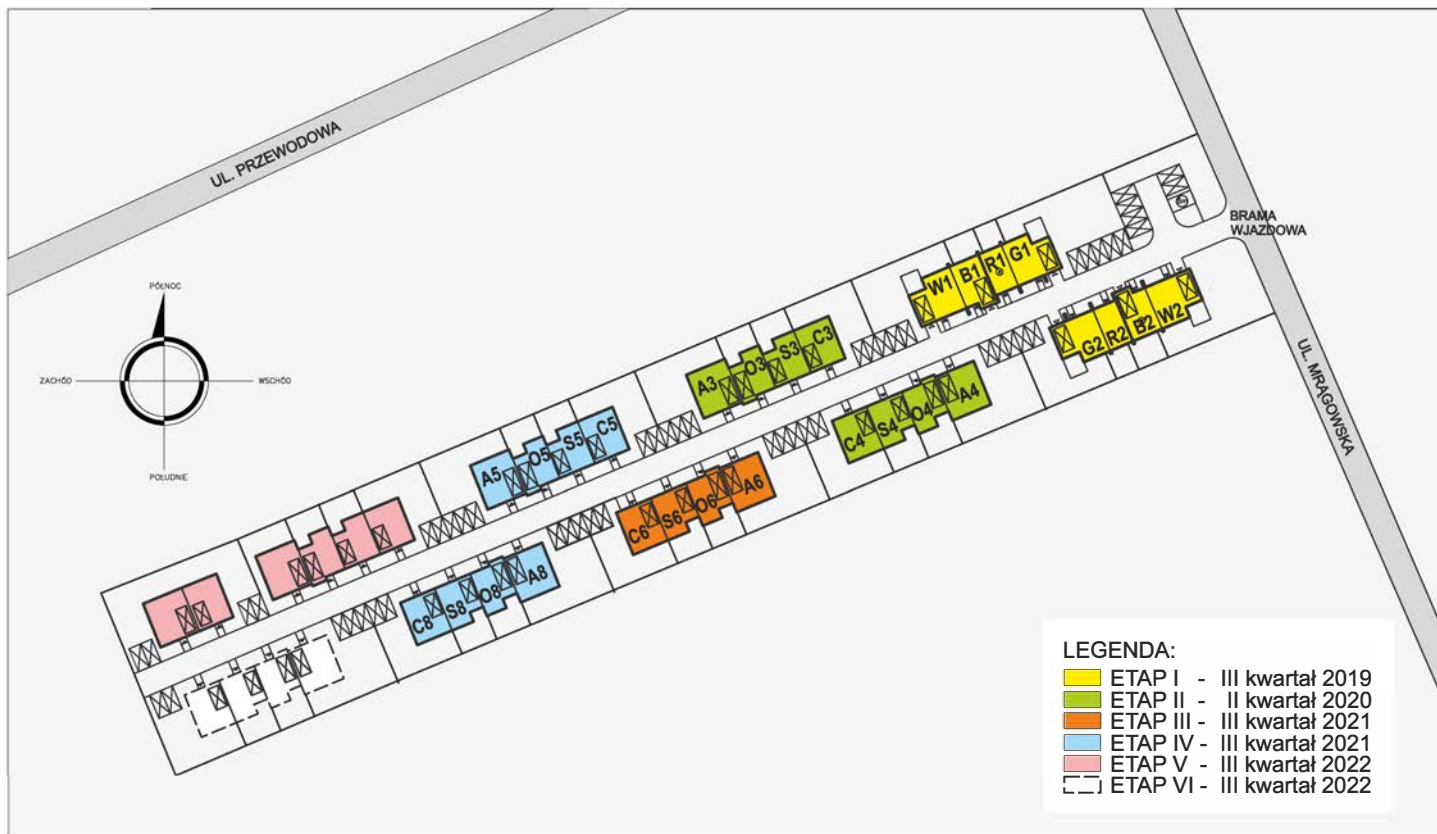 UL. PRZEWODOWA
BRAMA
WJAZDOWA
UL. MRĄGOWSKA
PÓŁNOC
ZACHÓD
WSCHÓD
POŁUDNIE
W1
B1
R1
G1
G2
R2
B2
W2
A3
O3
S3
C3
C4
S4
O4
A4
A5
O5
S5
C5
C6
S6
O6
A6
C8
S8
O8
A8
LEGENDA:
ETAP I - III kwartał 2019
ETAP II - II kwartał 2020
ETAP III - III kwartał 2021
ETAP IV - III kwartał 2021
ETAP V - III kwartał 2022
ETAP VI - III kwartał 2022